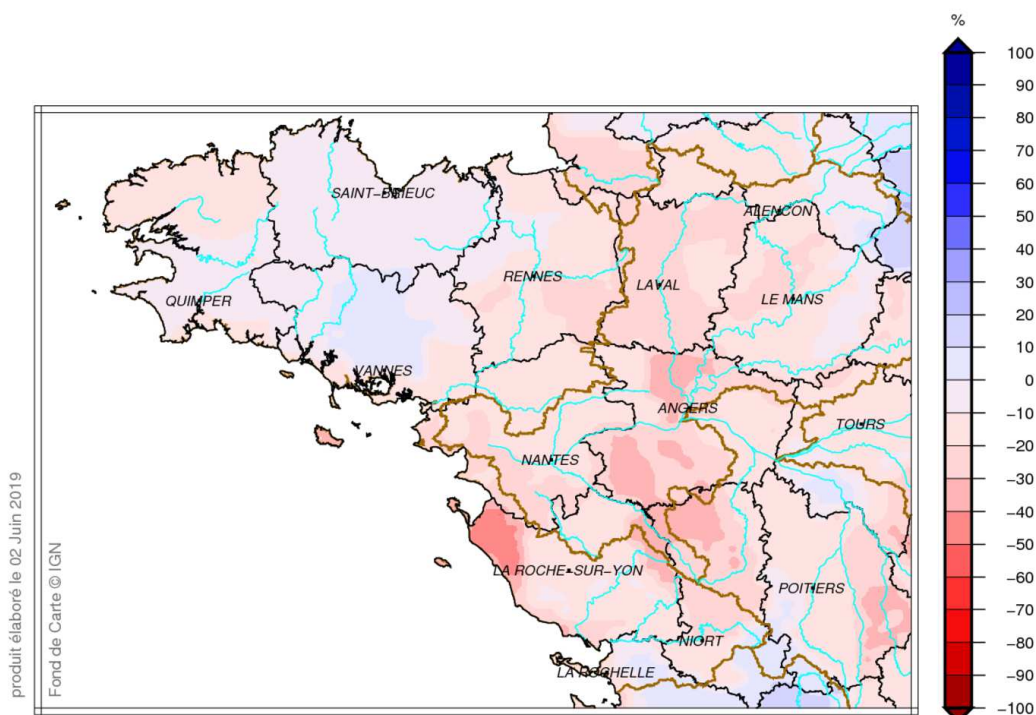 %
100
90
80
70
60
50
40
30
20
10
0
−10
−20
−30
−40
−50
−60
−70
−80
−90
−100
SAINT−BRIEUC
ALENCON
RENNES
LAVAL
QUIMPER
LE MANS
VANNES
ANGERS
TOURS
NANTES
LA ROCHE−SUR−YON
POITIERS
NIORT
LA ROCHELLE
produit élaboré le 02 Juin 2019
Fond de Carte © IGN